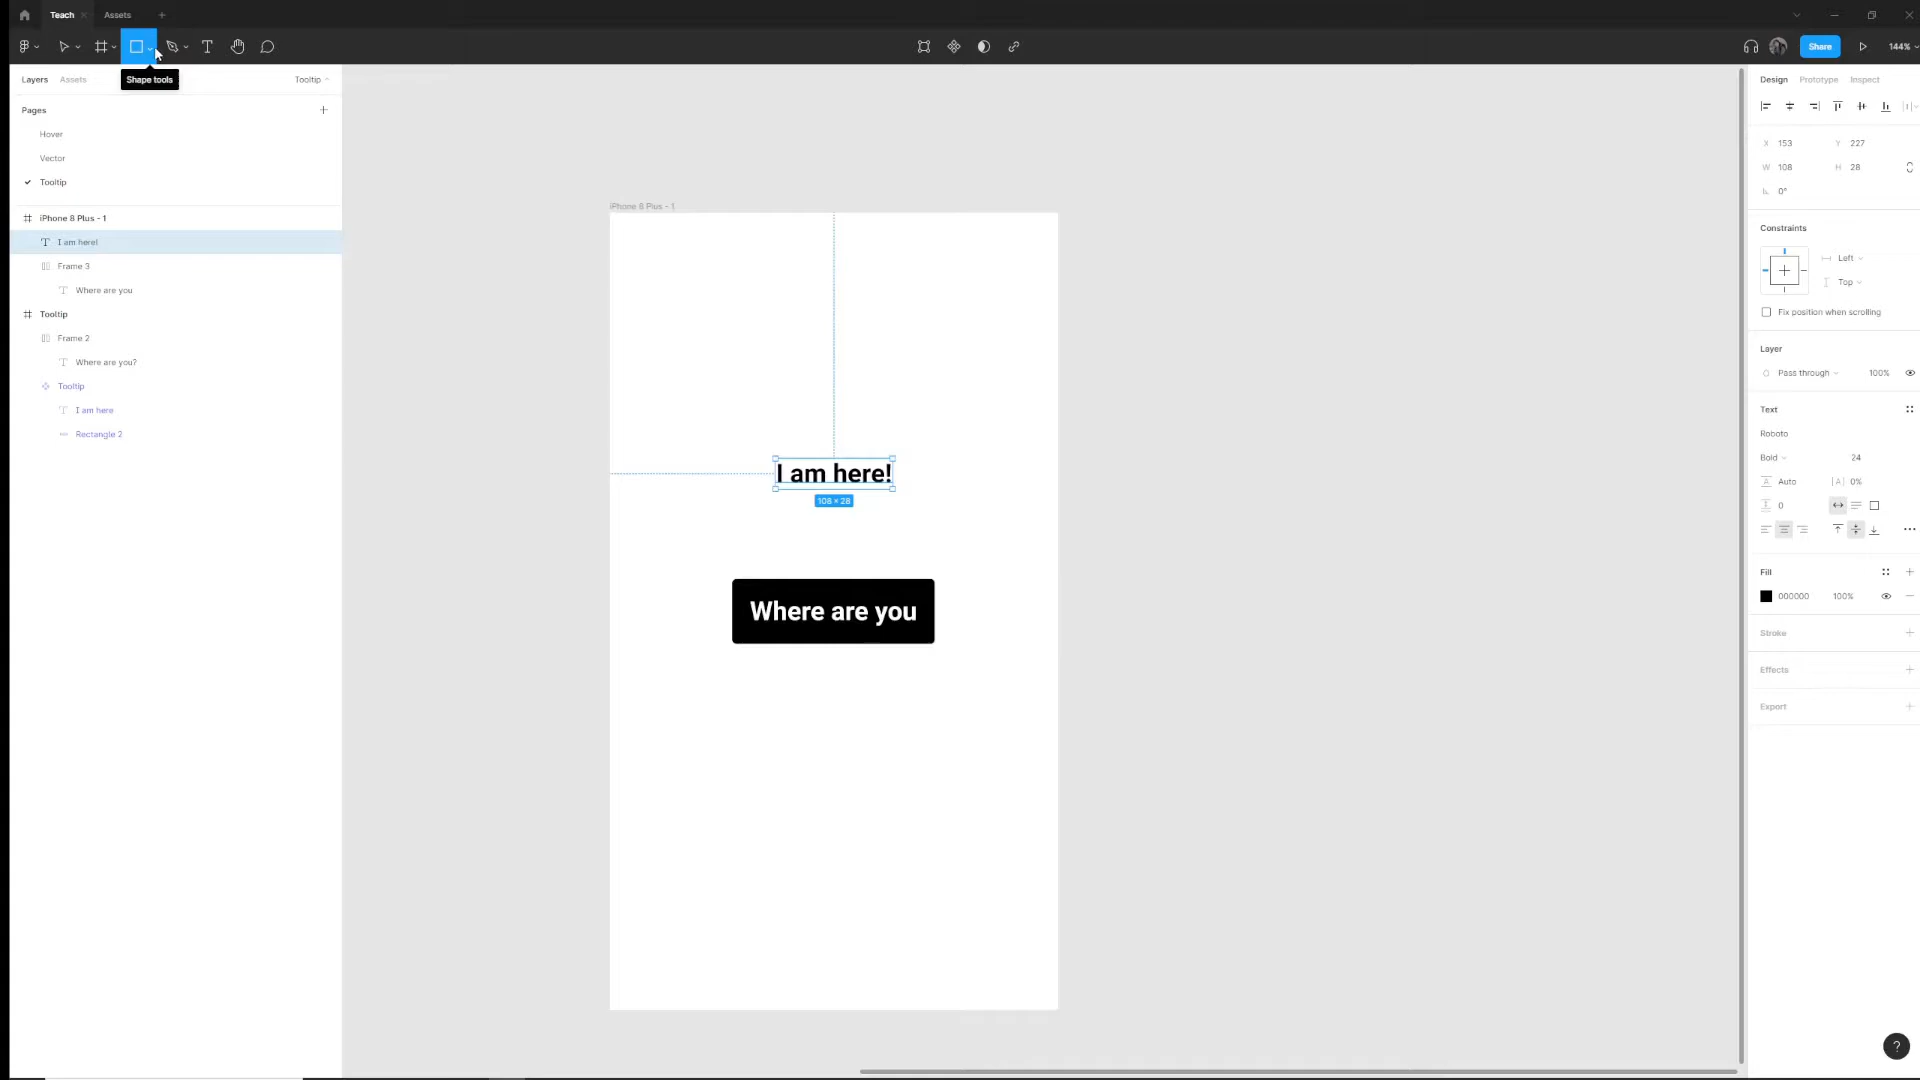 Teach
Assets
Share
144%
Shape tools
Layers
Assets
Tooltip
Pages
Hover
Vector
Tooltip
iPhone 8 Plus - 1
I am here!
Frame 3
Where are you
Tooltip
Frame 2
Where are you?
Tooltip
I am here
Rectangle 2
iPhone 8 Plus - 1
I am here!
108 × 28
Where are you
Design
Prototype
Inspect
X 153
Y 227
W 108
H 28
0°
Constraints
Left
Top
Fix position when scrolling
Layer
Pass through
100%
Text
Roboto
Bold
24
Auto
0%
0
Fill
000000
100%
Stroke
Effects
Export
?